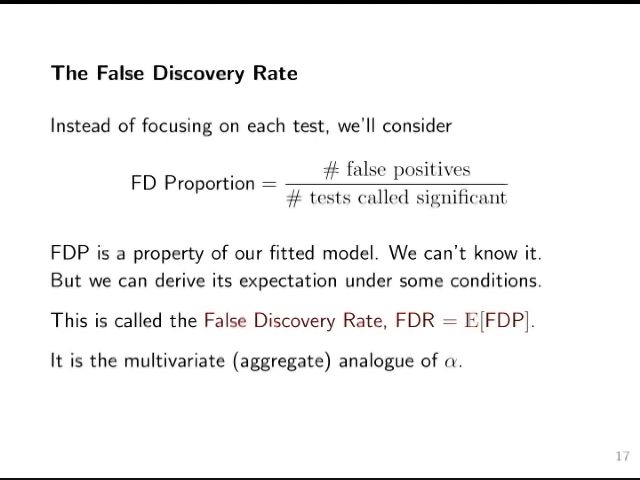 The False Discovery Rate
Instead of focusing on each test, we'll consider
FD Proportion = # false positives / # tests called significant
FDP is a property of our fitted model. We can't know it.
But we can derive its expectation under some conditions.
This is called the False Discovery Rate, FDR = 𝔼[FDP].
It is the multivariate (aggregate) analogue of α.
17